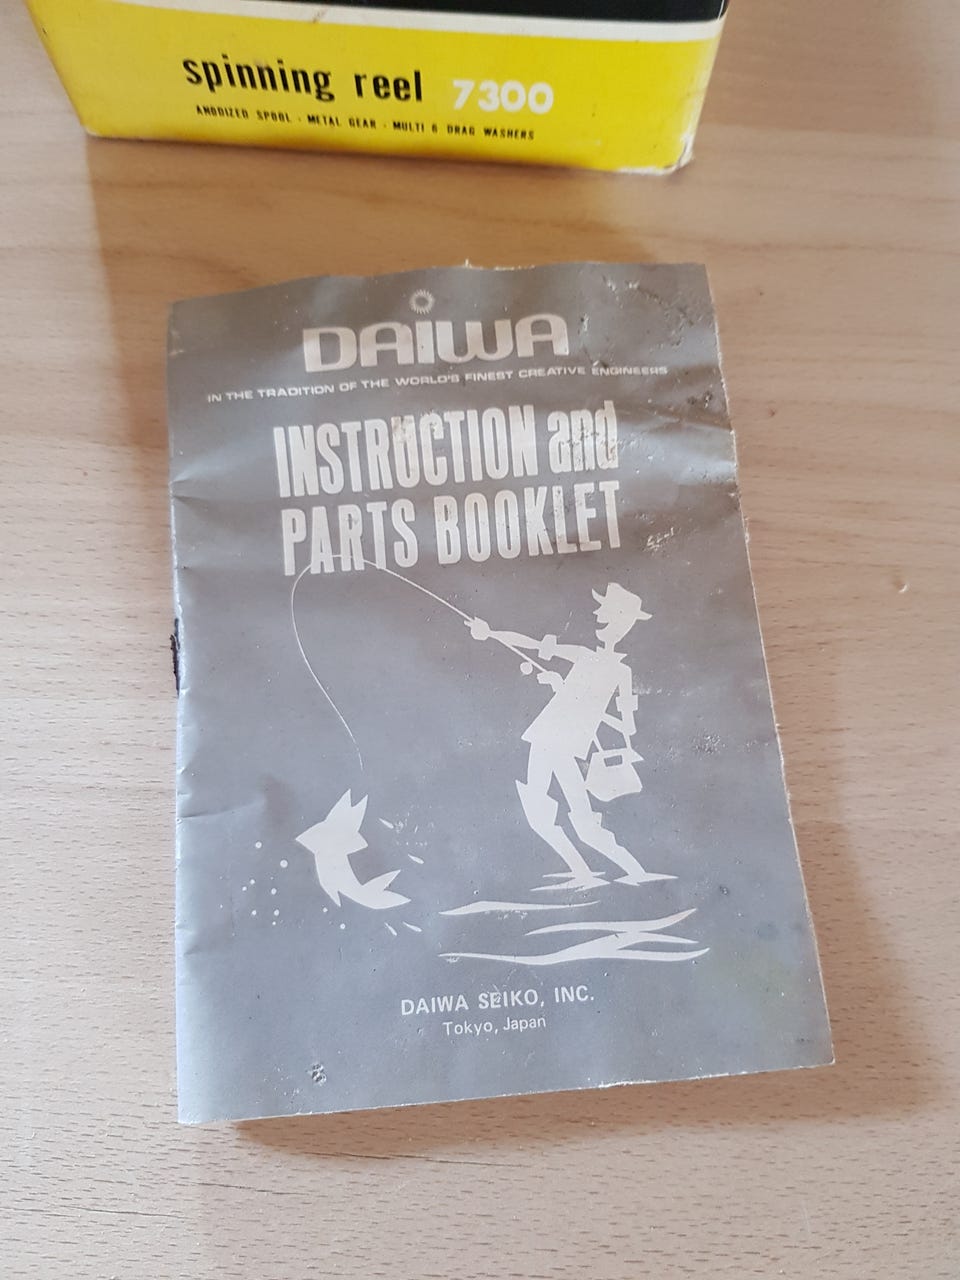 spinning reel 7300
ANODIZED SPOOL · METAL GEAR · MULTI 6 DRAG WASHERS
DAIWA
IN THE TRADITION OF THE WORLD'S FINEST CREATIVE ENGINEERS
INSTRUCTION and
PARTS BOOKLET
DAIWA SEIKO, INC.
Tokyo, Japan